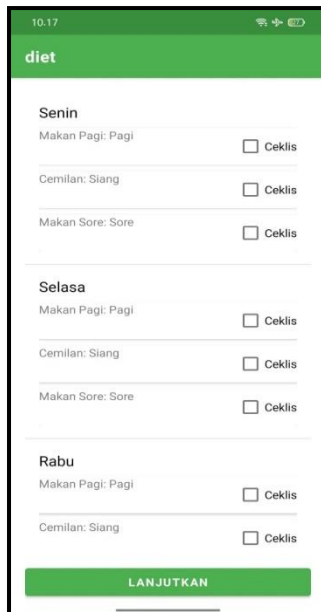 10.17
diet
Senin
Makan Pagi: Pagi
Ceklis
Cemilan: Siang
Ceklis
Makan Sore: Sore
Ceklis
Selasa
Makan Pagi: Pagi
Ceklis
Cemilan: Siang
Ceklis
Makan Sore: Sore
Ceklis
Rabu
Makan Pagi: Pagi
Ceklis
Cemilan: Siang
Ceklis
LANJUTKAN